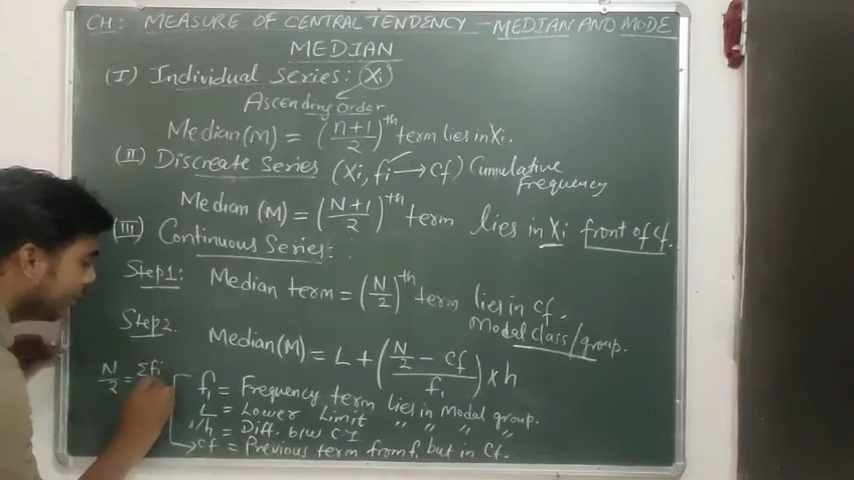 CH: MEASURE OF CENTRAL TENDENCY - MEDIAN AND MODE
MEDIAN
(I) Individual Series: Xi
Ascending Order
Median(M) = (n+1/2)th term lies in Xi.
(II) Discreate Series (Xi, fi → Cf) Cumulative frequency
Median (M) = (N+1/2)th term lies in Xi front of cf.
(III) Continuous Series:
Step1: Median term = (N/2)th term lies in cf.
Modal class/group.
Step2. Median(M) = L + (N/2 - Cf / f1) × h
N/2 = Σfi
f1 = Frequency term lies in Modal group.
L = Lower Limit " " " "
i/h = Diff. b/w C.I
cf = Previous term from f1 but in Cf.